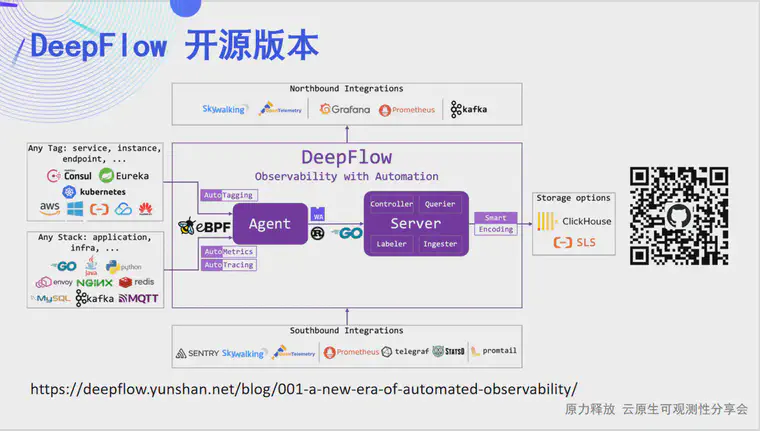 DeepFlow 开源版本
Northbound Integrations
Skywalking
OpenTelemetry
Grafana
Prometheus
kafka
Any Tag: service, instance,
endpoint, ...
Consul
Eureka
kubernetes
aws
DeepFlow
Observability with Automation
AutoTagging
eBPF
Agent
WA
GO
Controller
Querier
Server
Labeler
Ingester
Smart
Encoding
Storage options
ClickHouse
SLS
Any Stack: application,
infra, ...
GO
Java
python
envoy
NGINX
redis
MySQL
kafka
MQTT
AutoMetrics
AutoTracing
Southbound Integrations
SENTRY
Skywalking
OpenTelemetry
Prometheus
telegraf
STATSD
promtail
https://deepflow.yunshan.net/blog/001-a-new-era-of-automated-observability/
原力释放 云原生可观测性分享会